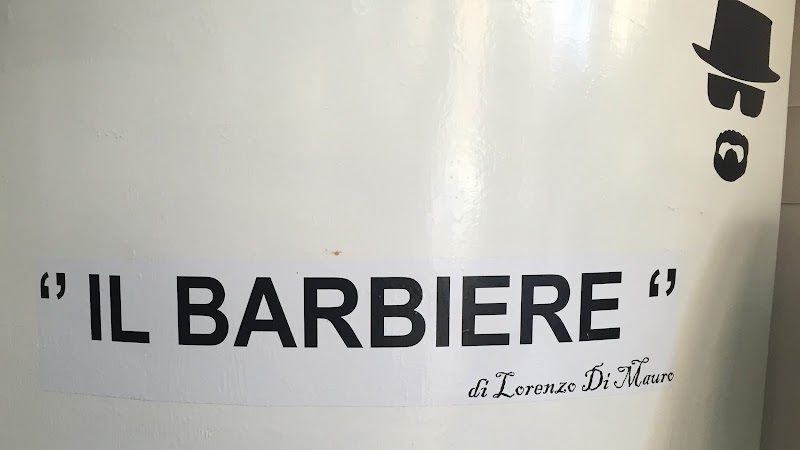 ‘’ IL BARBIERE ‘’
di Lorenzo Di Mauro